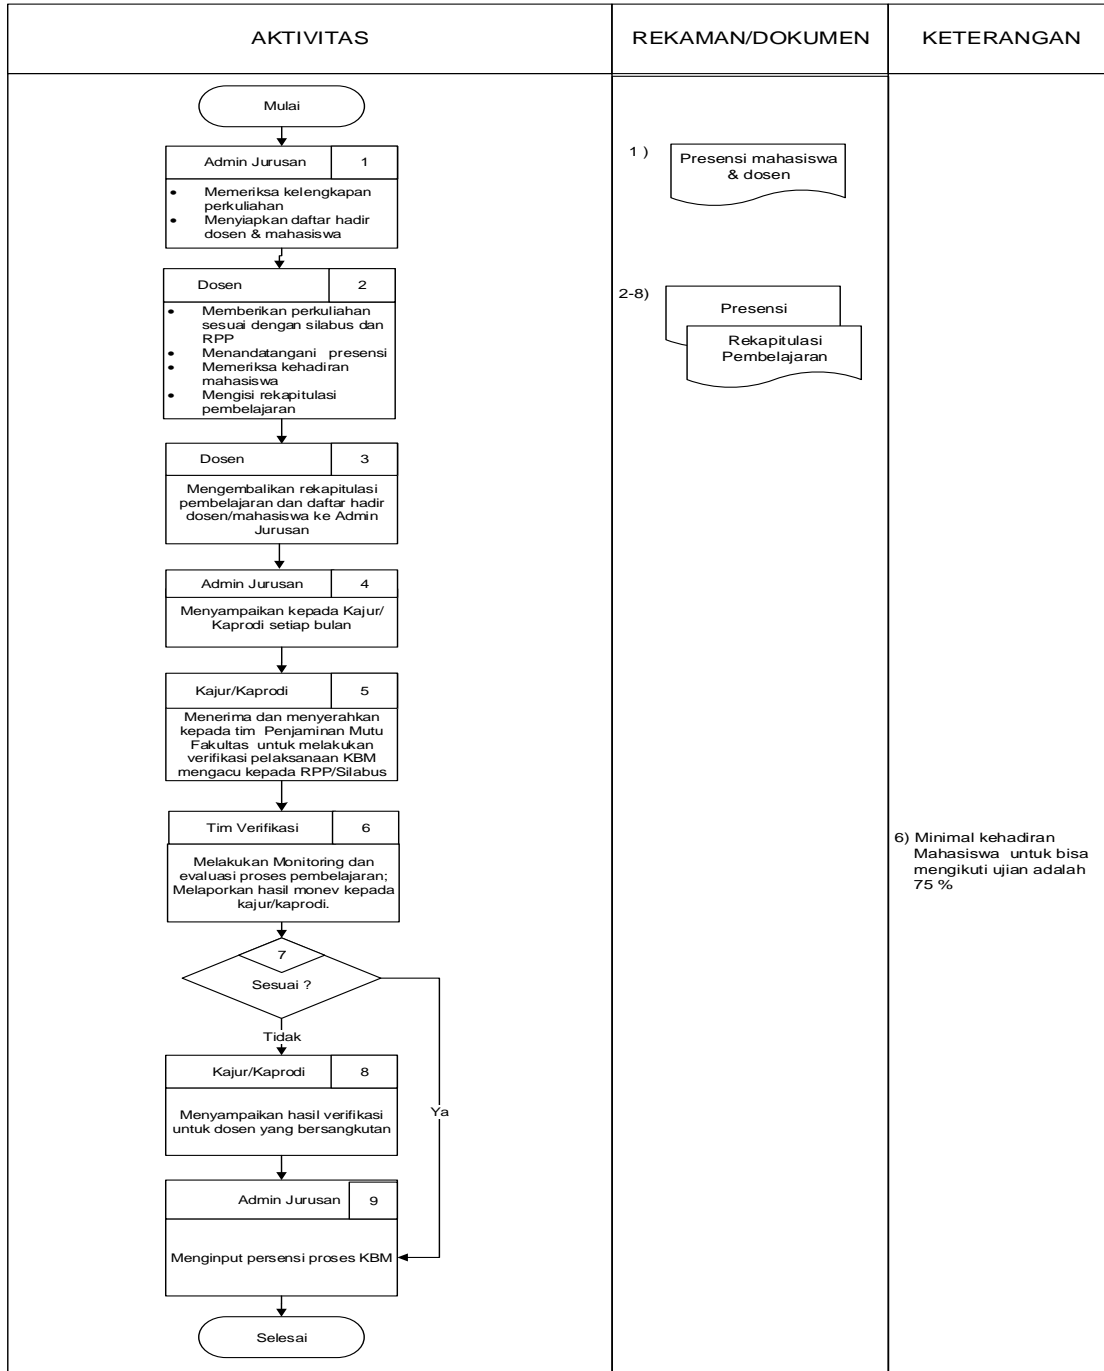 AKTIVITAS
REKAMAN/DOKUMEN
KETERANGAN
Mulai
Admin Jurusan
1
• Memeriksa kelengkapan
perkuliahan
• Menyiapkan daftar hadir
dosen & mahasiswa
1 )
Presensi mahasiswa
& dosen
Dosen
2
• Memberikan perkuliahan
sesuai dengan silabus dan
RPP
• Menandatangani presensi
• Memeriksa kehadiran
mahasiswa
• Mengisi rekapitulasi
pembelajaran
2-8)
Presensi
Rekapitulasi
Pembelajaran
Dosen
3
Mengembalikan rekapitulasi
pembelajaran dan daftar hadir
dosen/mahasiswa ke Admin
Jurusan
Admin Jurusan
4
Menyampaikan kepada Kajur/
Kaprodi setiap bulan
Kajur/Kaprodi
5
Menerima dan menyerahkan
kepada tim Penjaminan Mutu
Fakultas untuk melakukan
verifikasi pelaksanaan KBM
mengacu kepada RPP/Silabus
Tim Verifikasi
6
Melakukan Monitoring dan
evaluasi proses pembelajaran;
Melaporkan hasil monev kepada
kajur/kaprodi.
6) Minimal kehadiran
Mahasiswa untuk bisa
mengikuti ujian adalah
75 %
7
Sesuai ?
Tidak
Kajur/Kaprodi
8
Menyampaikan hasil verifikasi
untuk dosen yang bersangkutan
Ya
Admin Jurusan
9
Menginput persensi proses KBM
Selesai